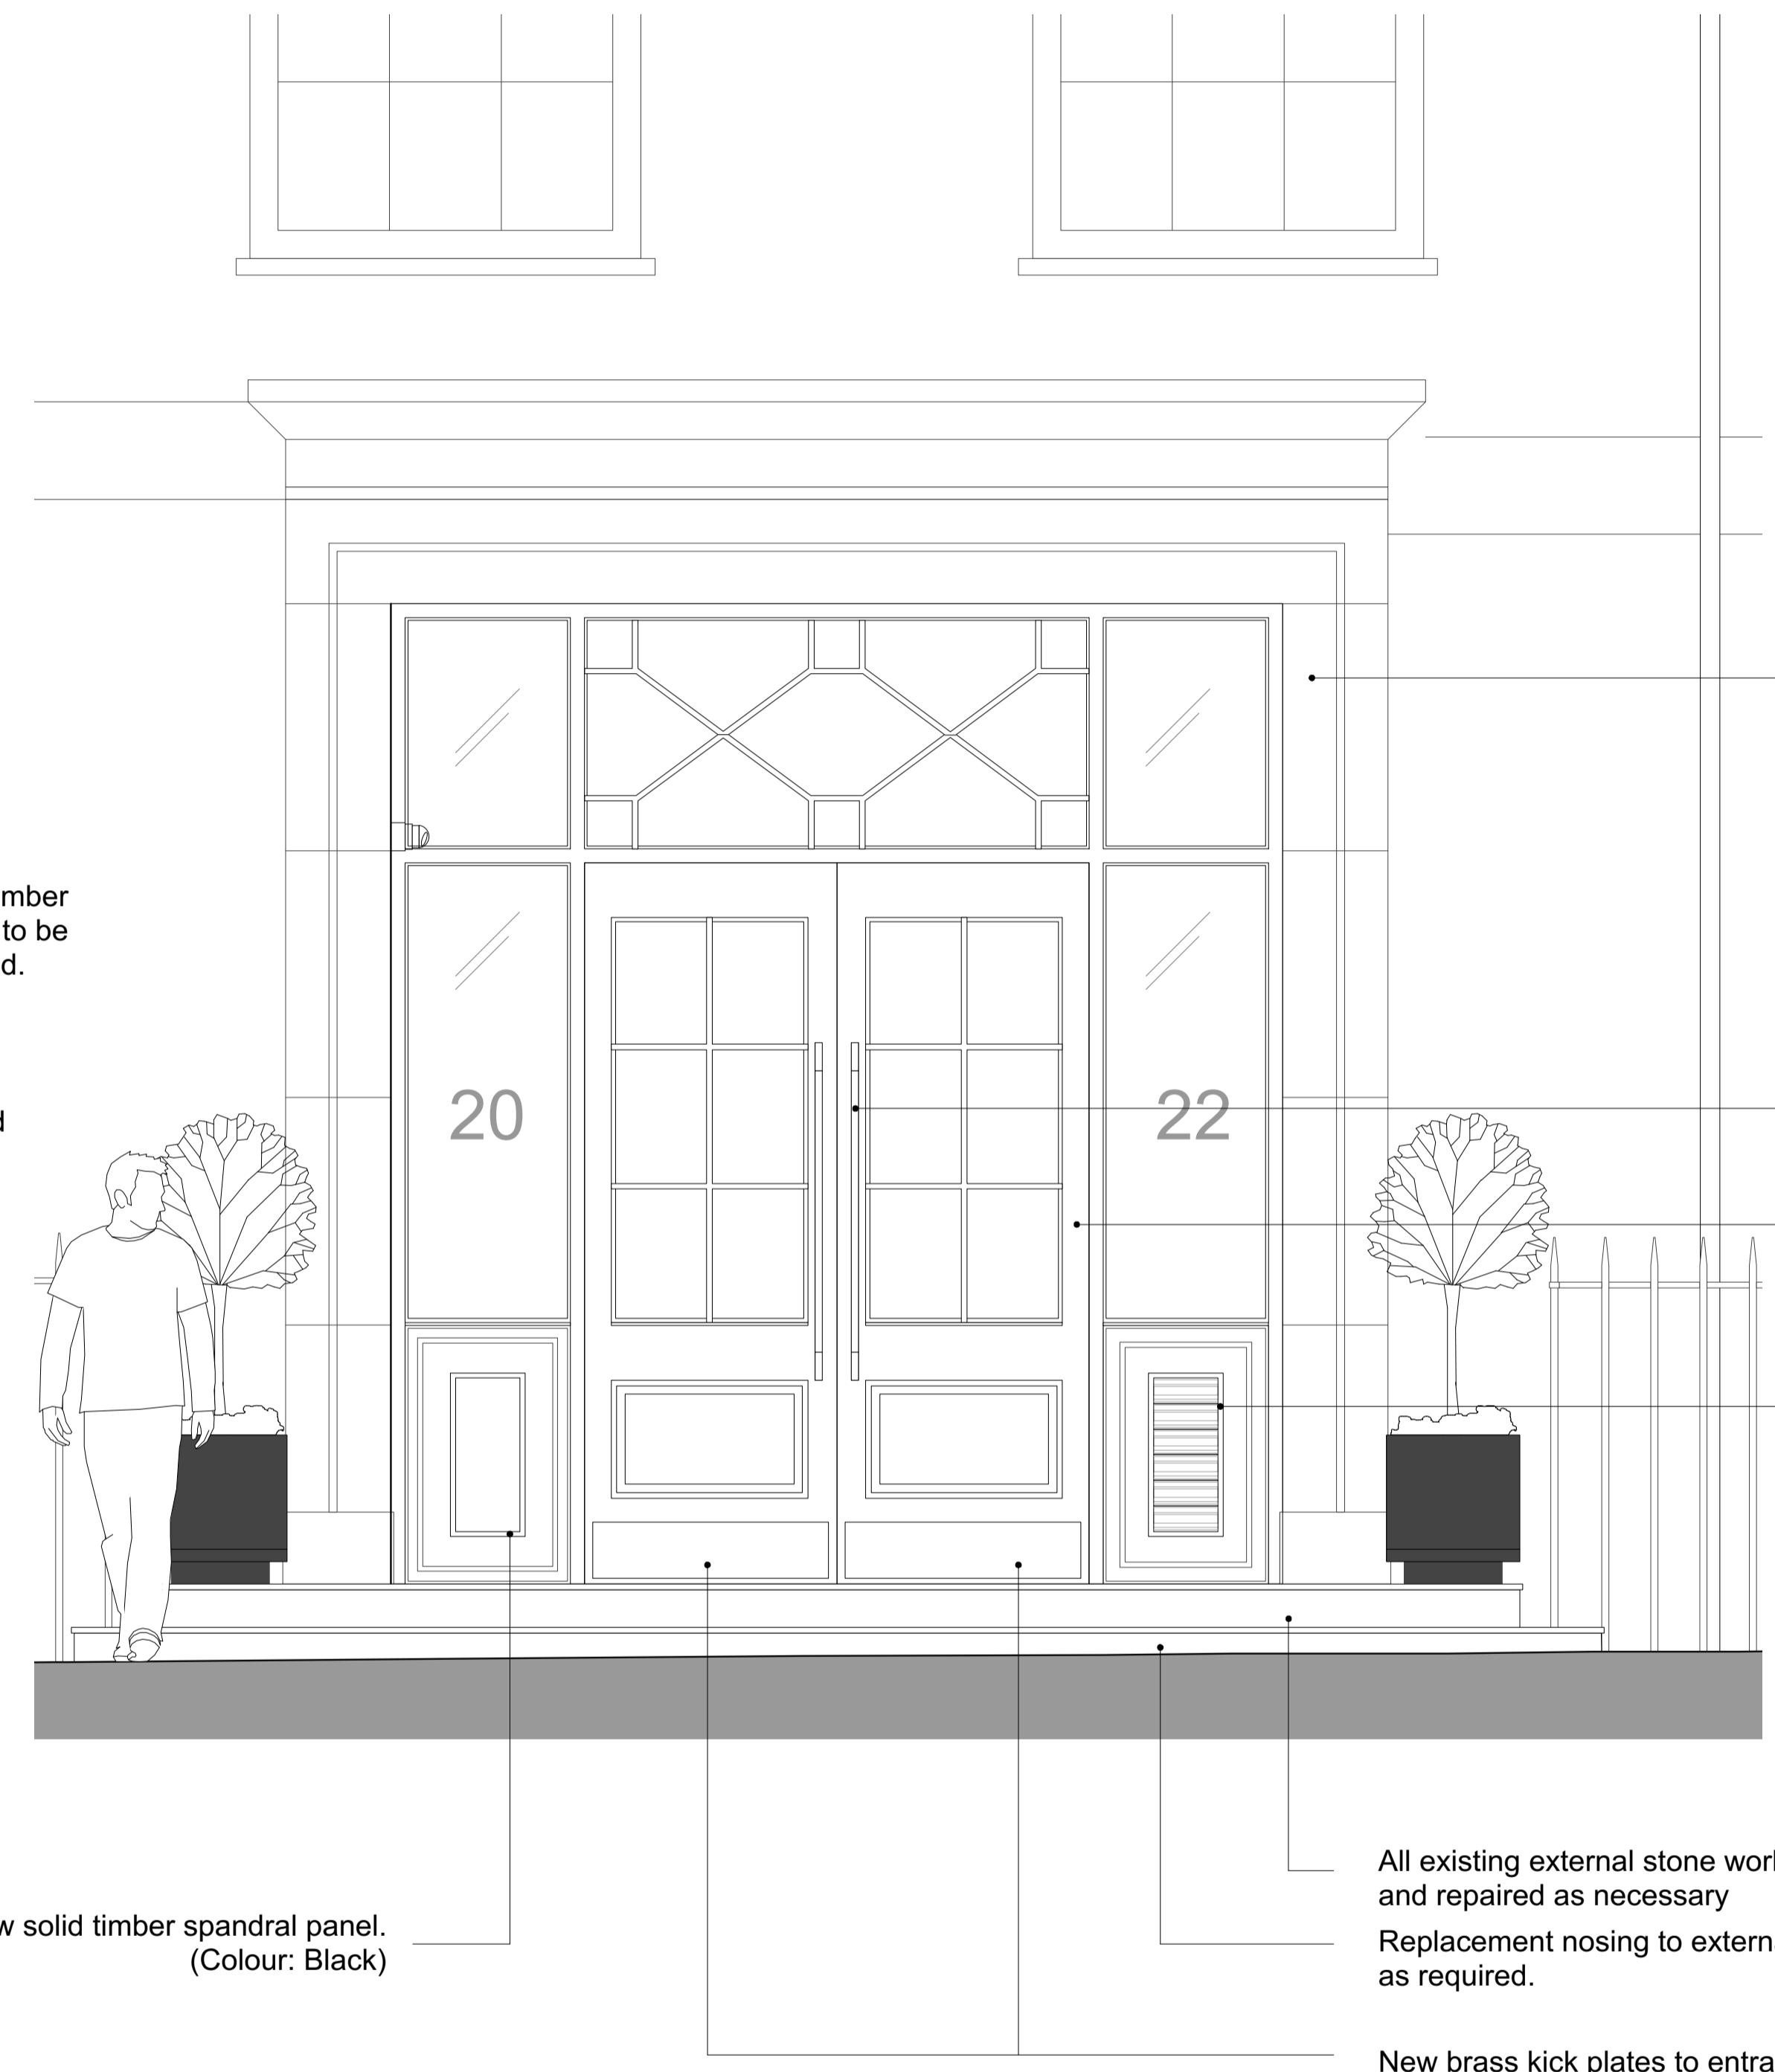 mber
to be
d.
d
20
22
All existing external stone work
and repaired as necessary
Replacement nosing to extern
as required.
w solid timber spandral panel.
(Colour: Black)
New brass kick plates to entra